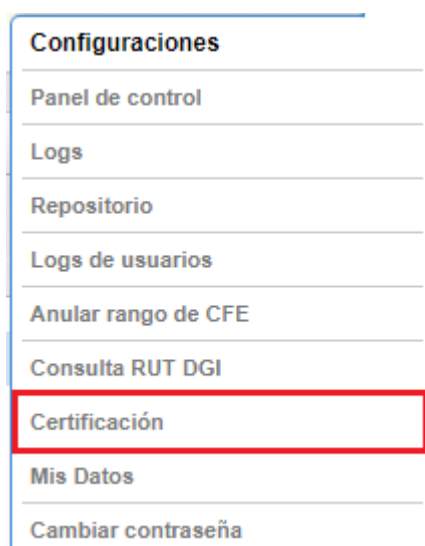 Configuraciones
Panel de control
Logs
Repositorio
Logs de usuarios
Anular rango de CFE
Consulta RUT DGI
Certificación
Mis Datos
Cambiar contraseña